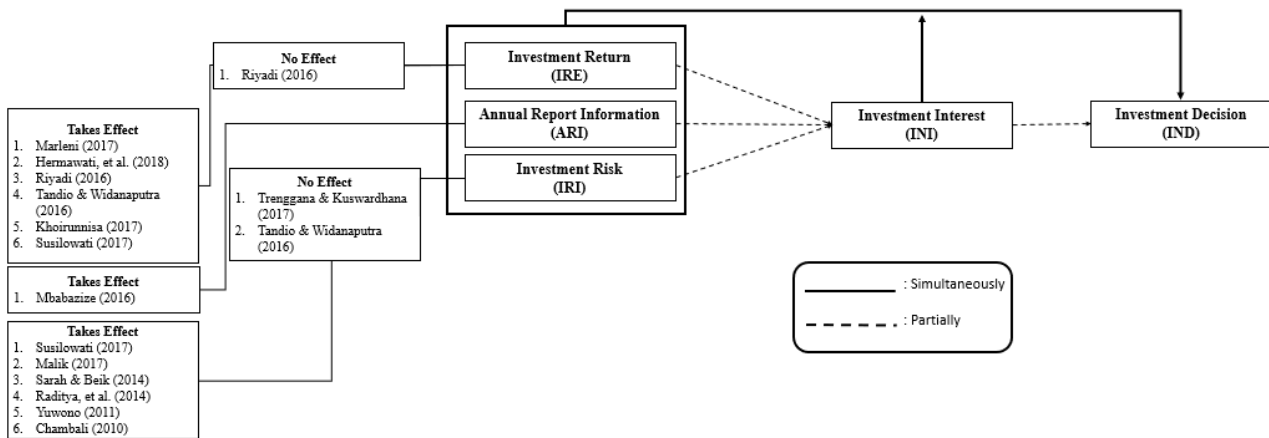 No Effect
1. Riyadi (2016)
Investment Return
(IRE)
Annual Report Information
(ARI)
Investment Risk
(IRI)
Investment Interest
(INI)
Investment Decision
(IND)
Takes Effect
1. Marleni (2017)
2. Hermawati, et al. (2018)
3. Riyadi (2016)
4. Tandio & Widanaputra
(2016)
5. Khoirunnisa (2017)
6. Susilowati (2017)
No Effect
1. Trenggana & Kuswardhana
(2017)
2. Tandio & Widanaputra
(2016)
Takes Effect
1. Mbabazize (2016)
Takes Effect
1. Susilowati (2017)
2. Malik (2017)
3. Sarah & Beik (2014)
4. Raditya, et al. (2014)
5. Yuwono (2011)
6. Chambali (2010)
: Simultaneously
: Partially